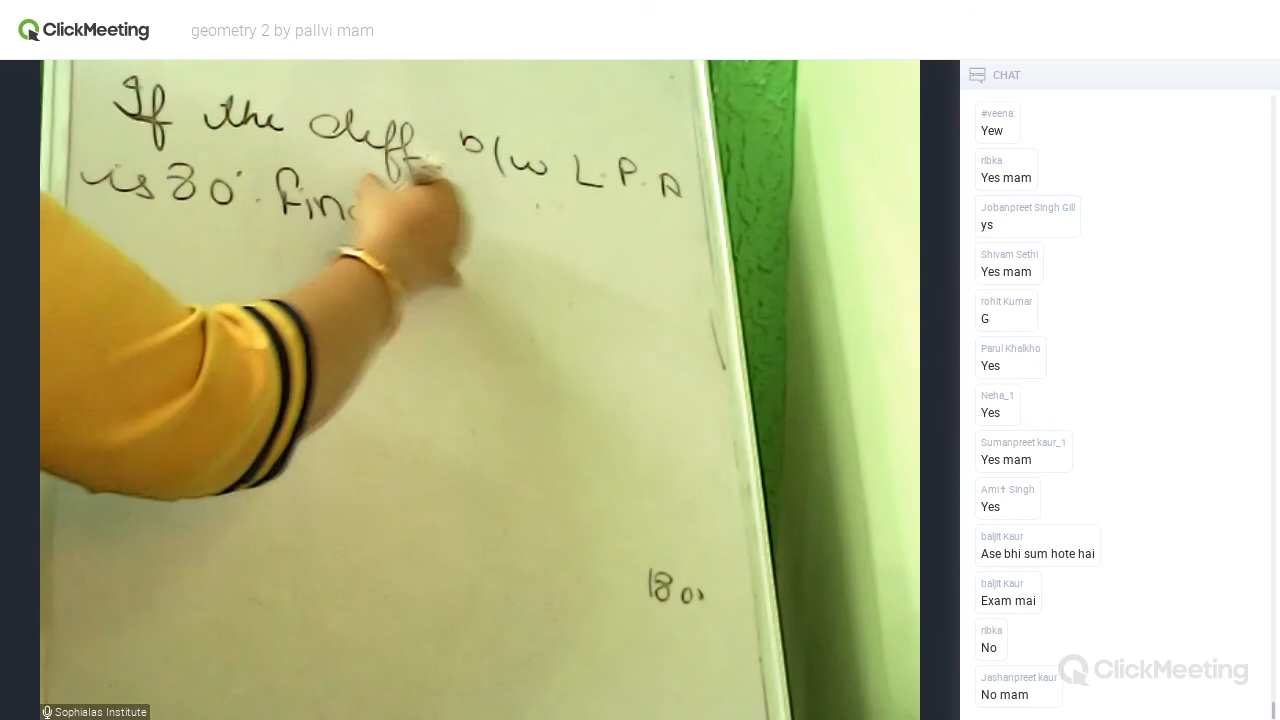 ClickMeeting
geometry 2 by pallvi mam
If the diff b/w L.P.A
is 30°. fin
180°
Sophialas Institute
CHAT
#veena:
Yew
ribka
Yes mam
Jobanpreet Singh Gill
ys
Shivam Sethi
Yes mam
rohit Kumar
G
Parul Khalkho
Yes
Neha_1
Yes
Sumanpreet kaur_1
Yes mam
Ami✝ Singh
Yes
baljit Kaur
Ase bhi sum hote hai
baljit Kaur
Exam mai
ribka
No
Jashanpreet kaur
No mam
ClickMeeting